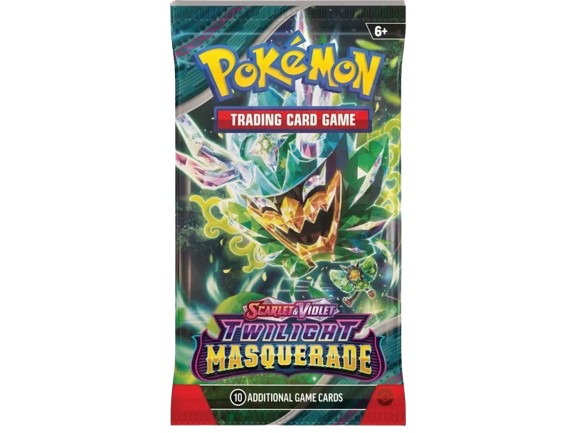 6+
POKéMON
TRADING CARD GAME
SCARLET & VIOLET
TWILIGHT
MASQUERADE
10 ADDITIONAL GAME CARDS